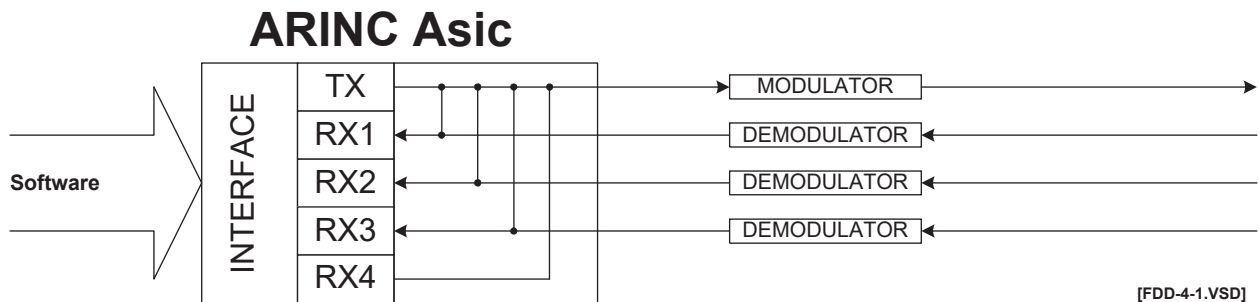 ARINC Asic
Software
INTERFACE
TX
RX1
RX2
RX3
RX4
MODULATOR
DEMODULATOR
DEMODULATOR
DEMODULATOR
[FDD-4-1.VSD]